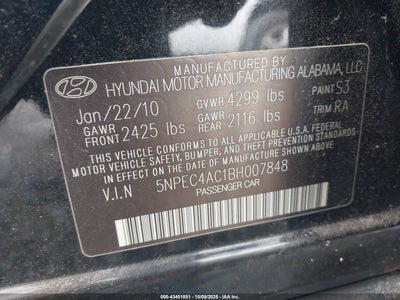 MANUFACTURED BY
HYUNDAI MOTOR MANUFACTURING ALABAMA, LLC
Jan/22/10 GVWR 4299 lbs PAINT S3
GAWR FRONT 2425 lbs GAWR REAR 2116 lbs TRIM RA
THIS VEHICLE CONFORMS TO ALL APPLICABLE U.S. FEDERAL
MOTOR VEHICLE SAFETY, BUMPER, AND THEFT PREVENTION
STANDARDS IN EFFECT ON THE DATE OF MANUFACTURE SHOWN ABOVE.
V.I.N 5NPEC4AC1BH007848
PASSENGER CAR
000-43401851 - 10/08/2025 - IAA Inc.